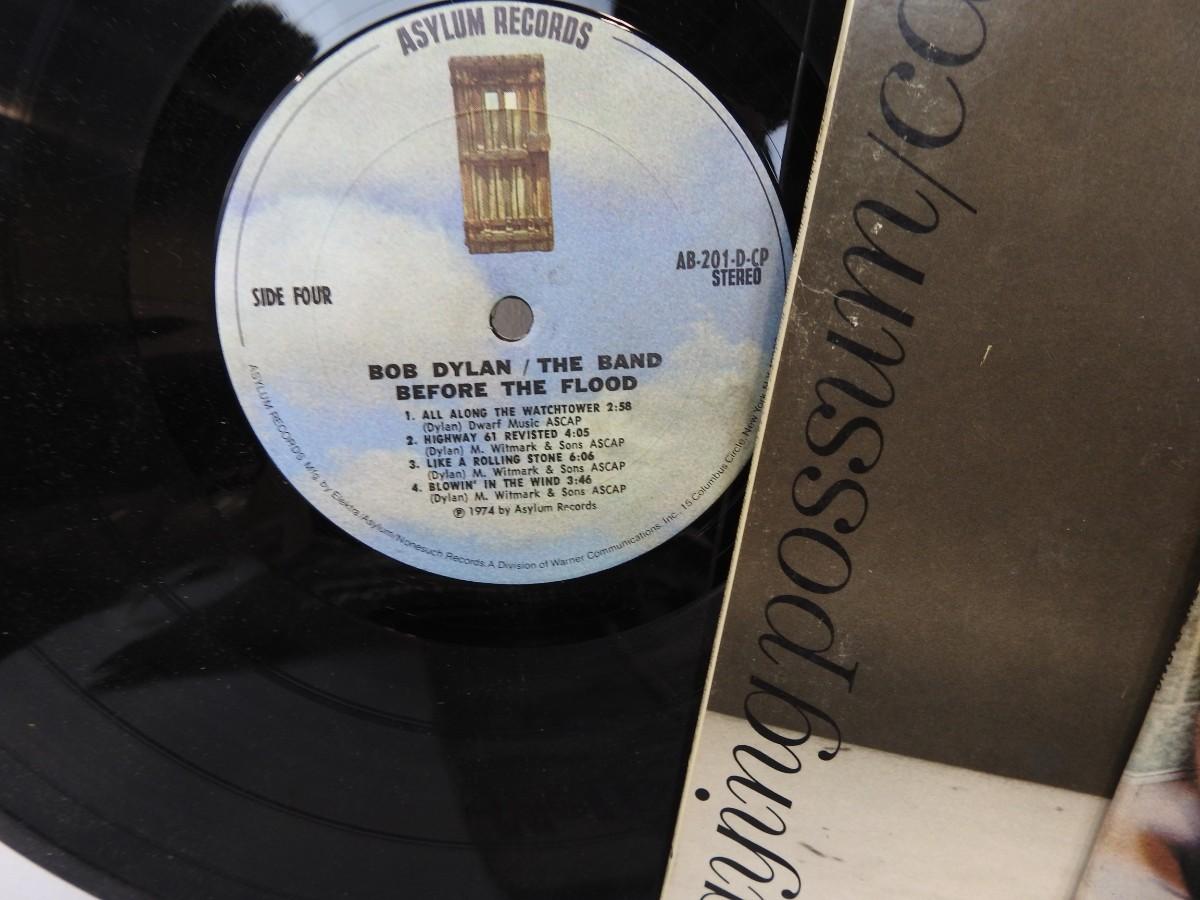 ASYLUM RECORDS
AB-201-D-CP
STEREO
SIDE FOUR
BOB DYLAN / THE BAND
BEFORE THE FLOOD
1. ALL ALONG THE WATCHTOWER 2:58
(Dylan) Dwarf Music ASCAP
2. HIGHWAY 61 REVISTED 4:05
(Dylan) M. Witmark & Sons ASCAP
3. LIKE A ROLLING STONE 6:06
(Dylan) M. Witmark & Sons ASCAP
4. BLOWIN' IN THE WIND 3:46
(Dylan) M. Witmark & Sons ASCAP
℗ 1974 by Asylum Records
ASYLUM RECORDS Mfg. by Elektra/Asylum/Nonesuch Records. A Division of Warner Communications. Inc., 15 Columbus Circle, New York, N.Y.
ayingpossum/ca